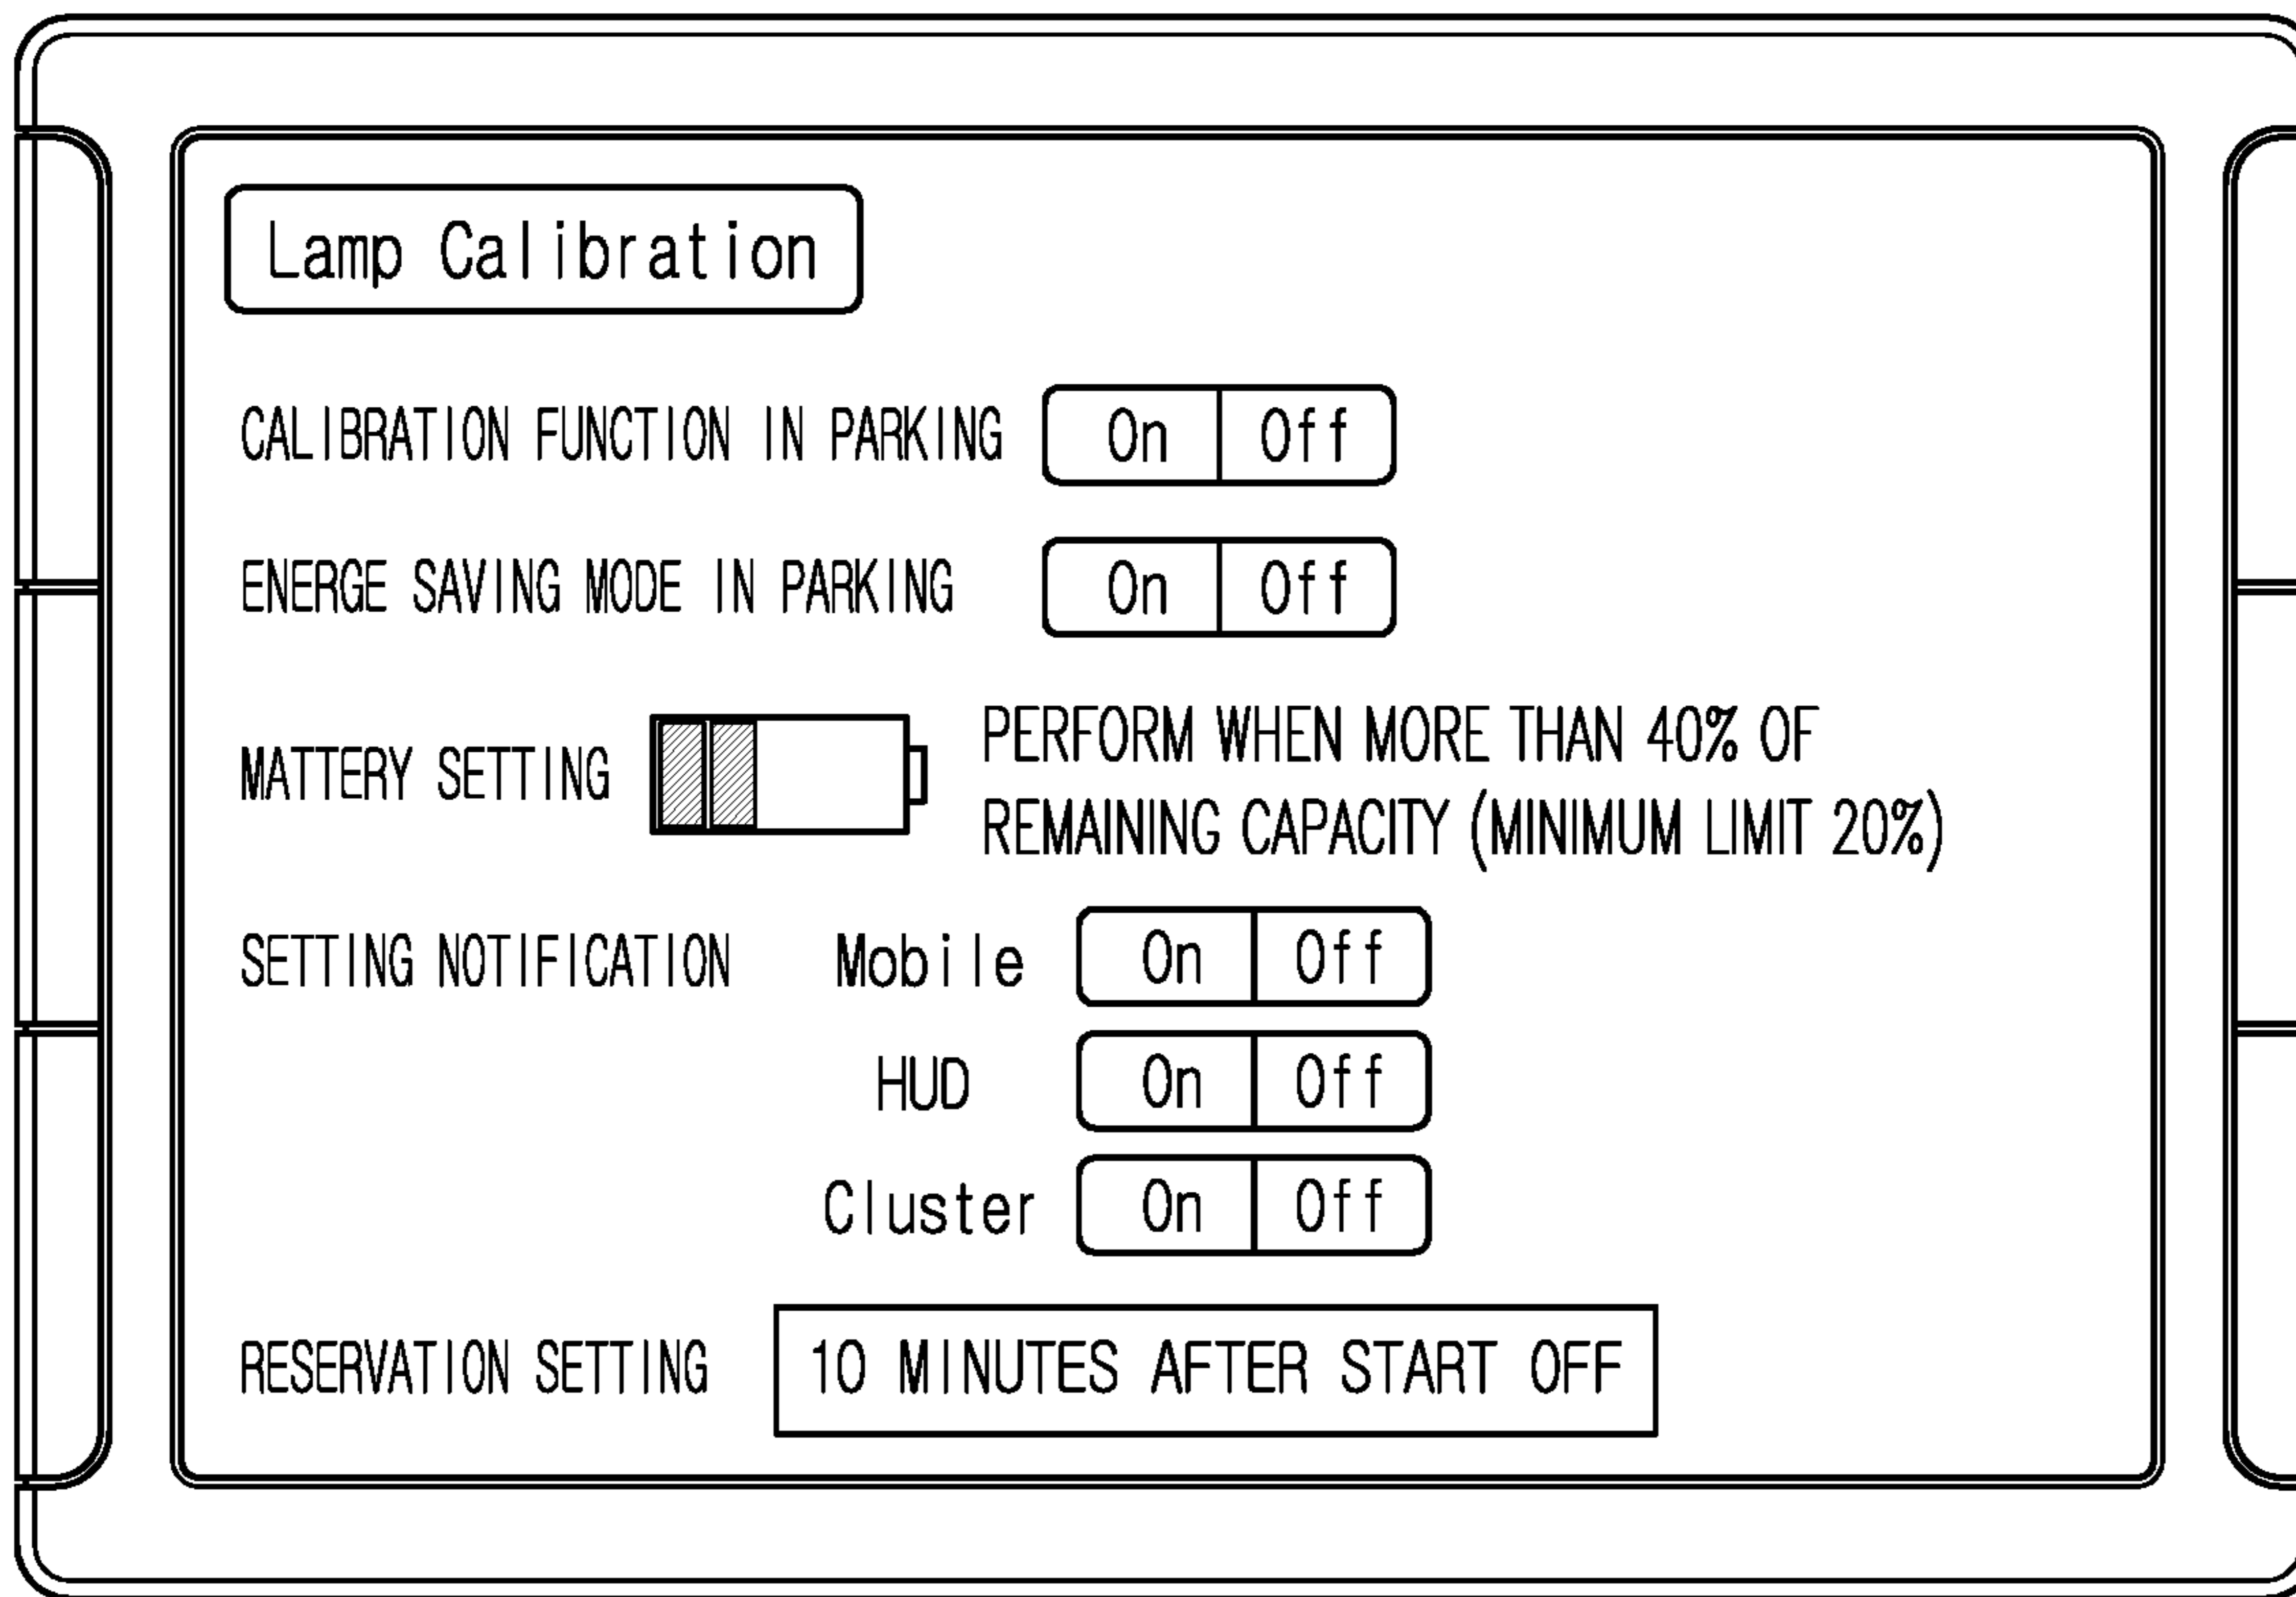 Lamp Calibration
CALIBRATION FUNCTION IN PARKING On Off
ENERGE SAVING MODE IN PARKING On Off
MATTERY SETTING PERFORM WHEN MORE THAN 40% OF
REMAINING CAPACITY (MINIMUM LIMIT 20%)
SETTING NOTIFICATION Mobile On Off
HUD On Off
Cluster On Off
RESERVATION SETTING 10 MINUTES AFTER START OFF